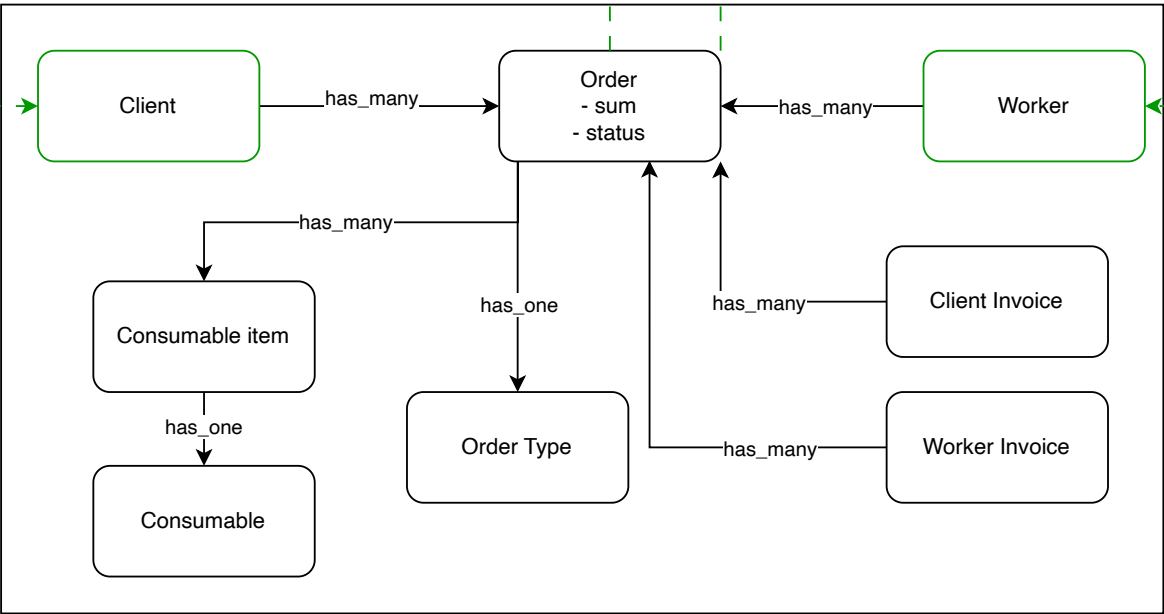 Client
has_many
Order
- sum
- status
has_many
Worker
has_many
Consumable item
has_one
Consumable
has_one
Order Type
has_many
Client Invoice
has_many
Worker Invoice